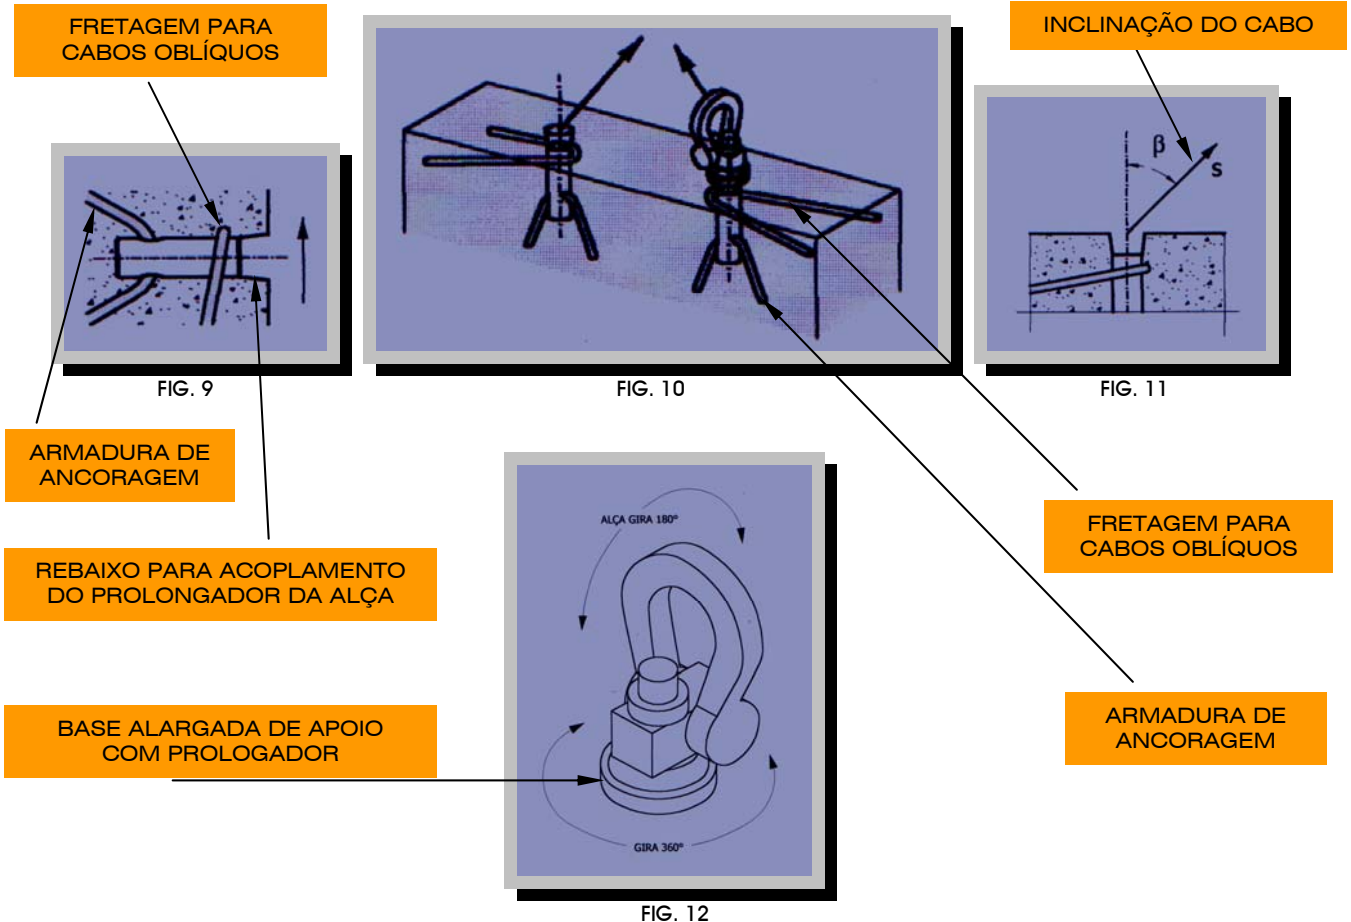 FRETAGEM PARA
CABOS OBLÍQUOS
INCLINAÇÃO DO CABO
β
S
FIG. 9
FIG. 10
FIG. 11
ARMADURA DE
ANCORAGEM
FRETAGEM PARA
CABOS OBLÍQUOS
REBAIXO PARA ACOPLAMENTO
DO PROLONGADOR DA ALÇA
ALÇA GIRA 180°
BASE ALARGADA DE APOIO
COM PROLOGADOR
ARMADURA DE
ANCORAGEM
GIRA 360°
FIG. 12